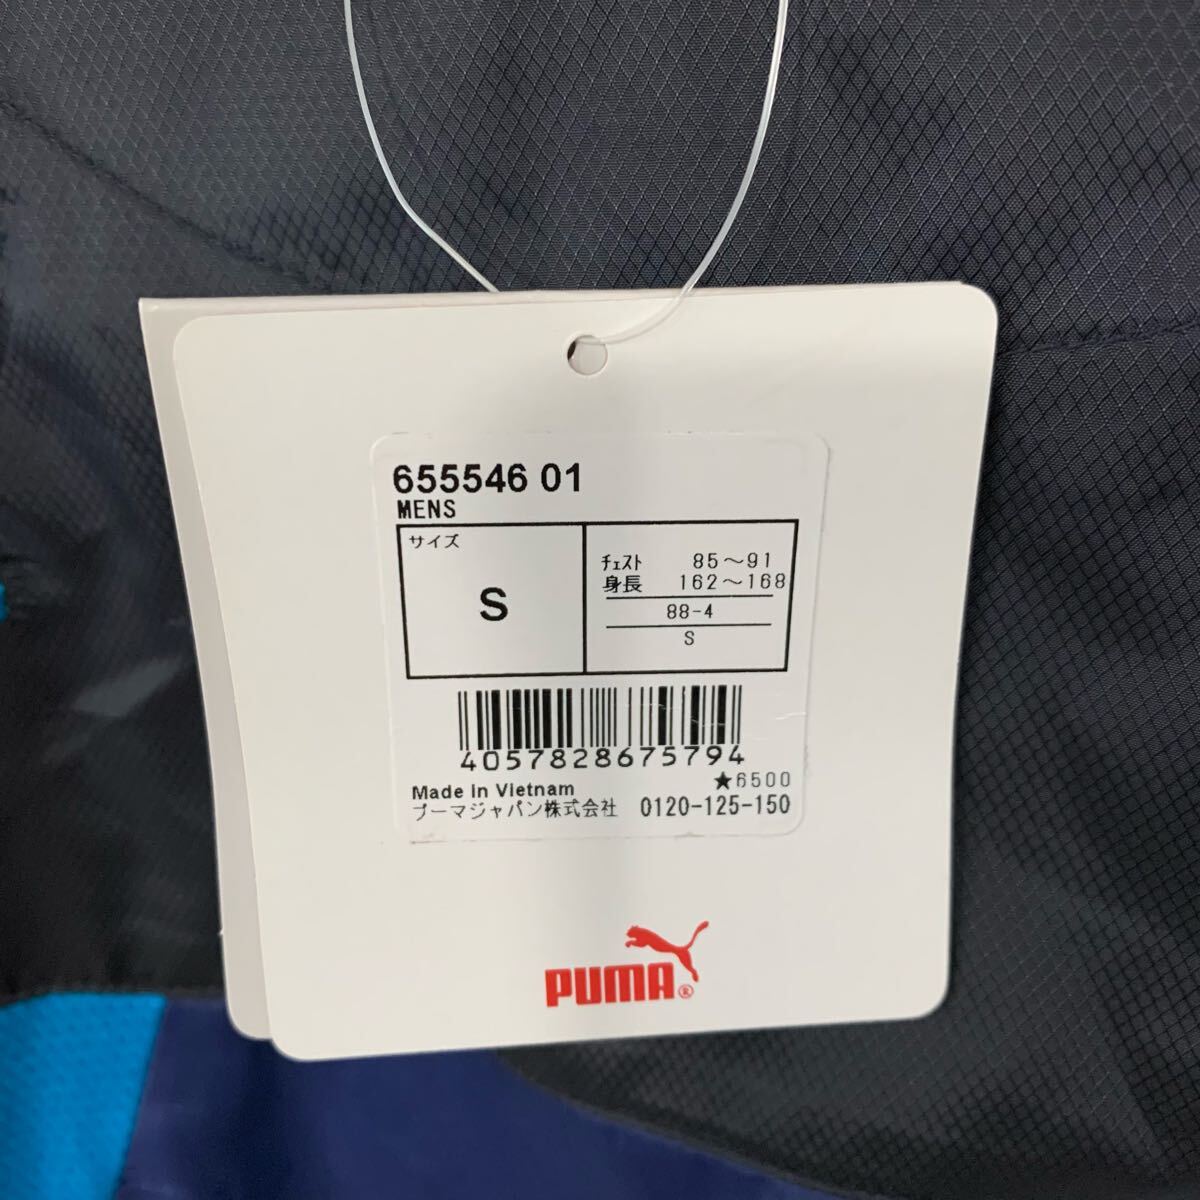 655546 01
MENS
サイズ
S
チェスト 85～91
身長 162～168
88-4
S
4057828675794
★6500
Made in Vietnam
プーマジャパン株式会社 0120-125-150
PUMA®